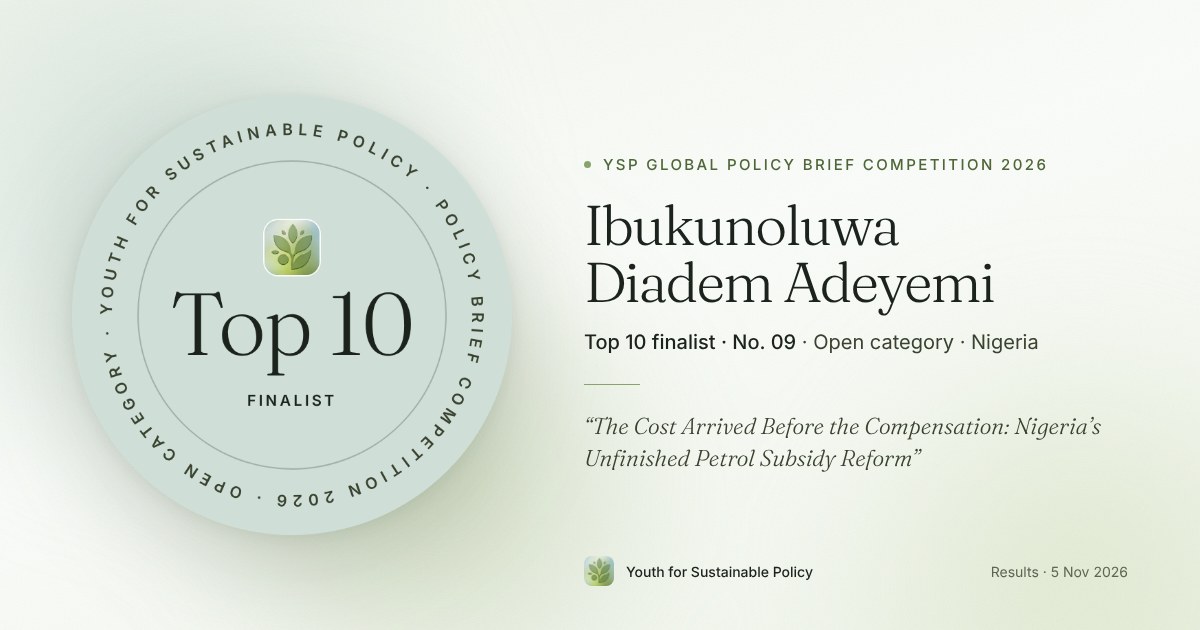 YOUTH FOR SUSTAINABLE POLICY · POLICY BRIEF COMPETITION 2026 · OPEN CATEGORY ·
Top 10
FINALIST
YSP GLOBAL POLICY BRIEF COMPETITION 2026
Ibukunoluwa
Diadem Adeyemi
Top 10 finalist · No. 09 · Open category · Nigeria
“The Cost Arrived Before the Compensation: Nigeria’s
Unfinished Petrol Subsidy Reform”
Youth for Sustainable Policy
Results · 5 Nov 2026